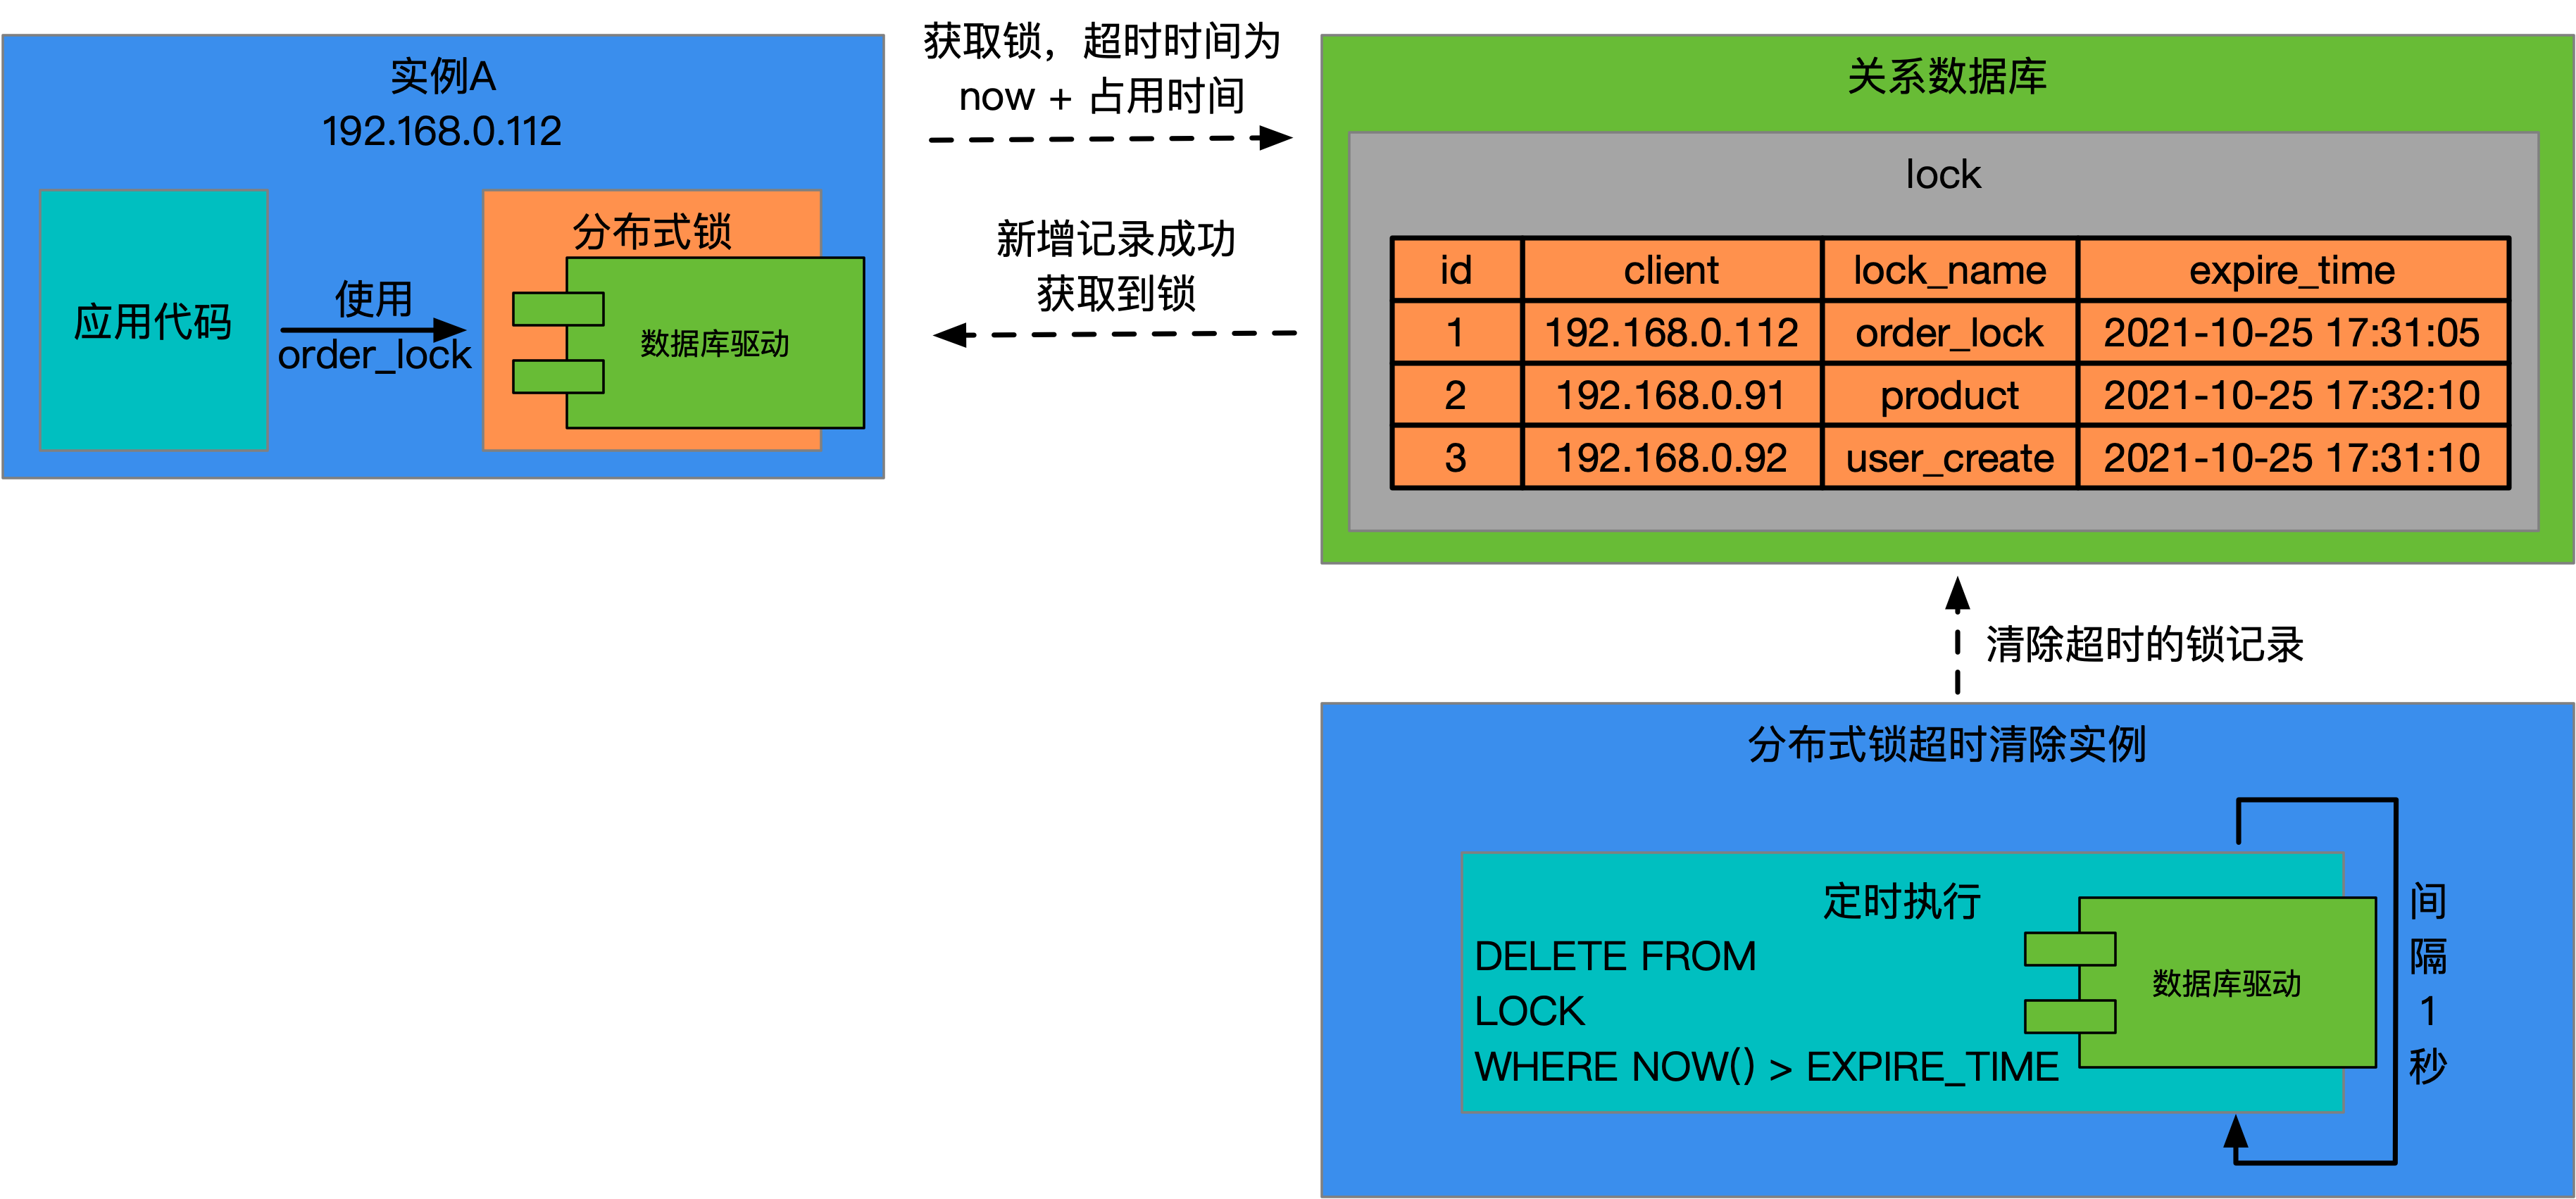 实例A
192.168.0.112
应用代码
使用
order_lock
分布式锁
数据库驱动
获取锁，超时时间为
now + 占用时间
新增记录成功
获取到锁
关系数据库
lock
id client lock_name expire_time
1 192.168.0.112 order_lock 2021-10-25 17:31:05
2 192.168.0.91 product 2021-10-25 17:32:10
3 192.168.0.92 user_create 2021-10-25 17:31:10
清除超时的锁记录
分布式锁超时清除实例
定时执行
DELETE FROM
LOCK
WHERE NOW() > EXPIRE_TIME
数据库驱动
间
隔
1
秒